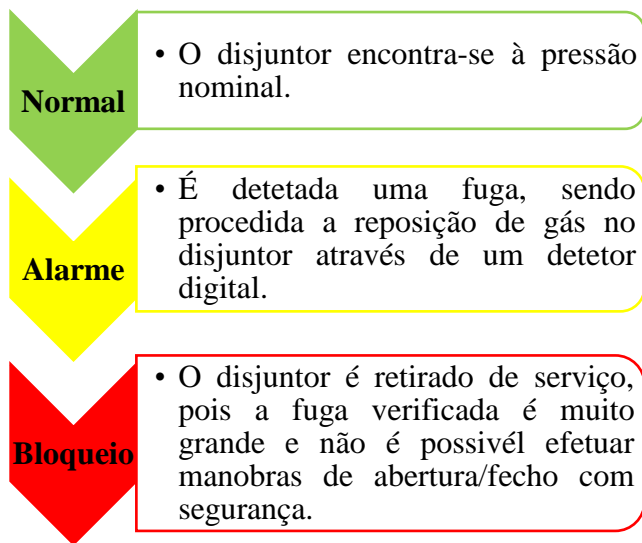 Normal
• O disjuntor encontra-se à pressão
nominal.
Alarme
• É detetada uma fuga, sendo
procedida a reposição de gás no
disjuntor através de um detetor
digital.
Bloqueio
• O disjuntor é retirado de serviço,
pois a fuga verificada é muito
grande e não é possivél efetuar
manobras de abertura/fecho com
segurança.